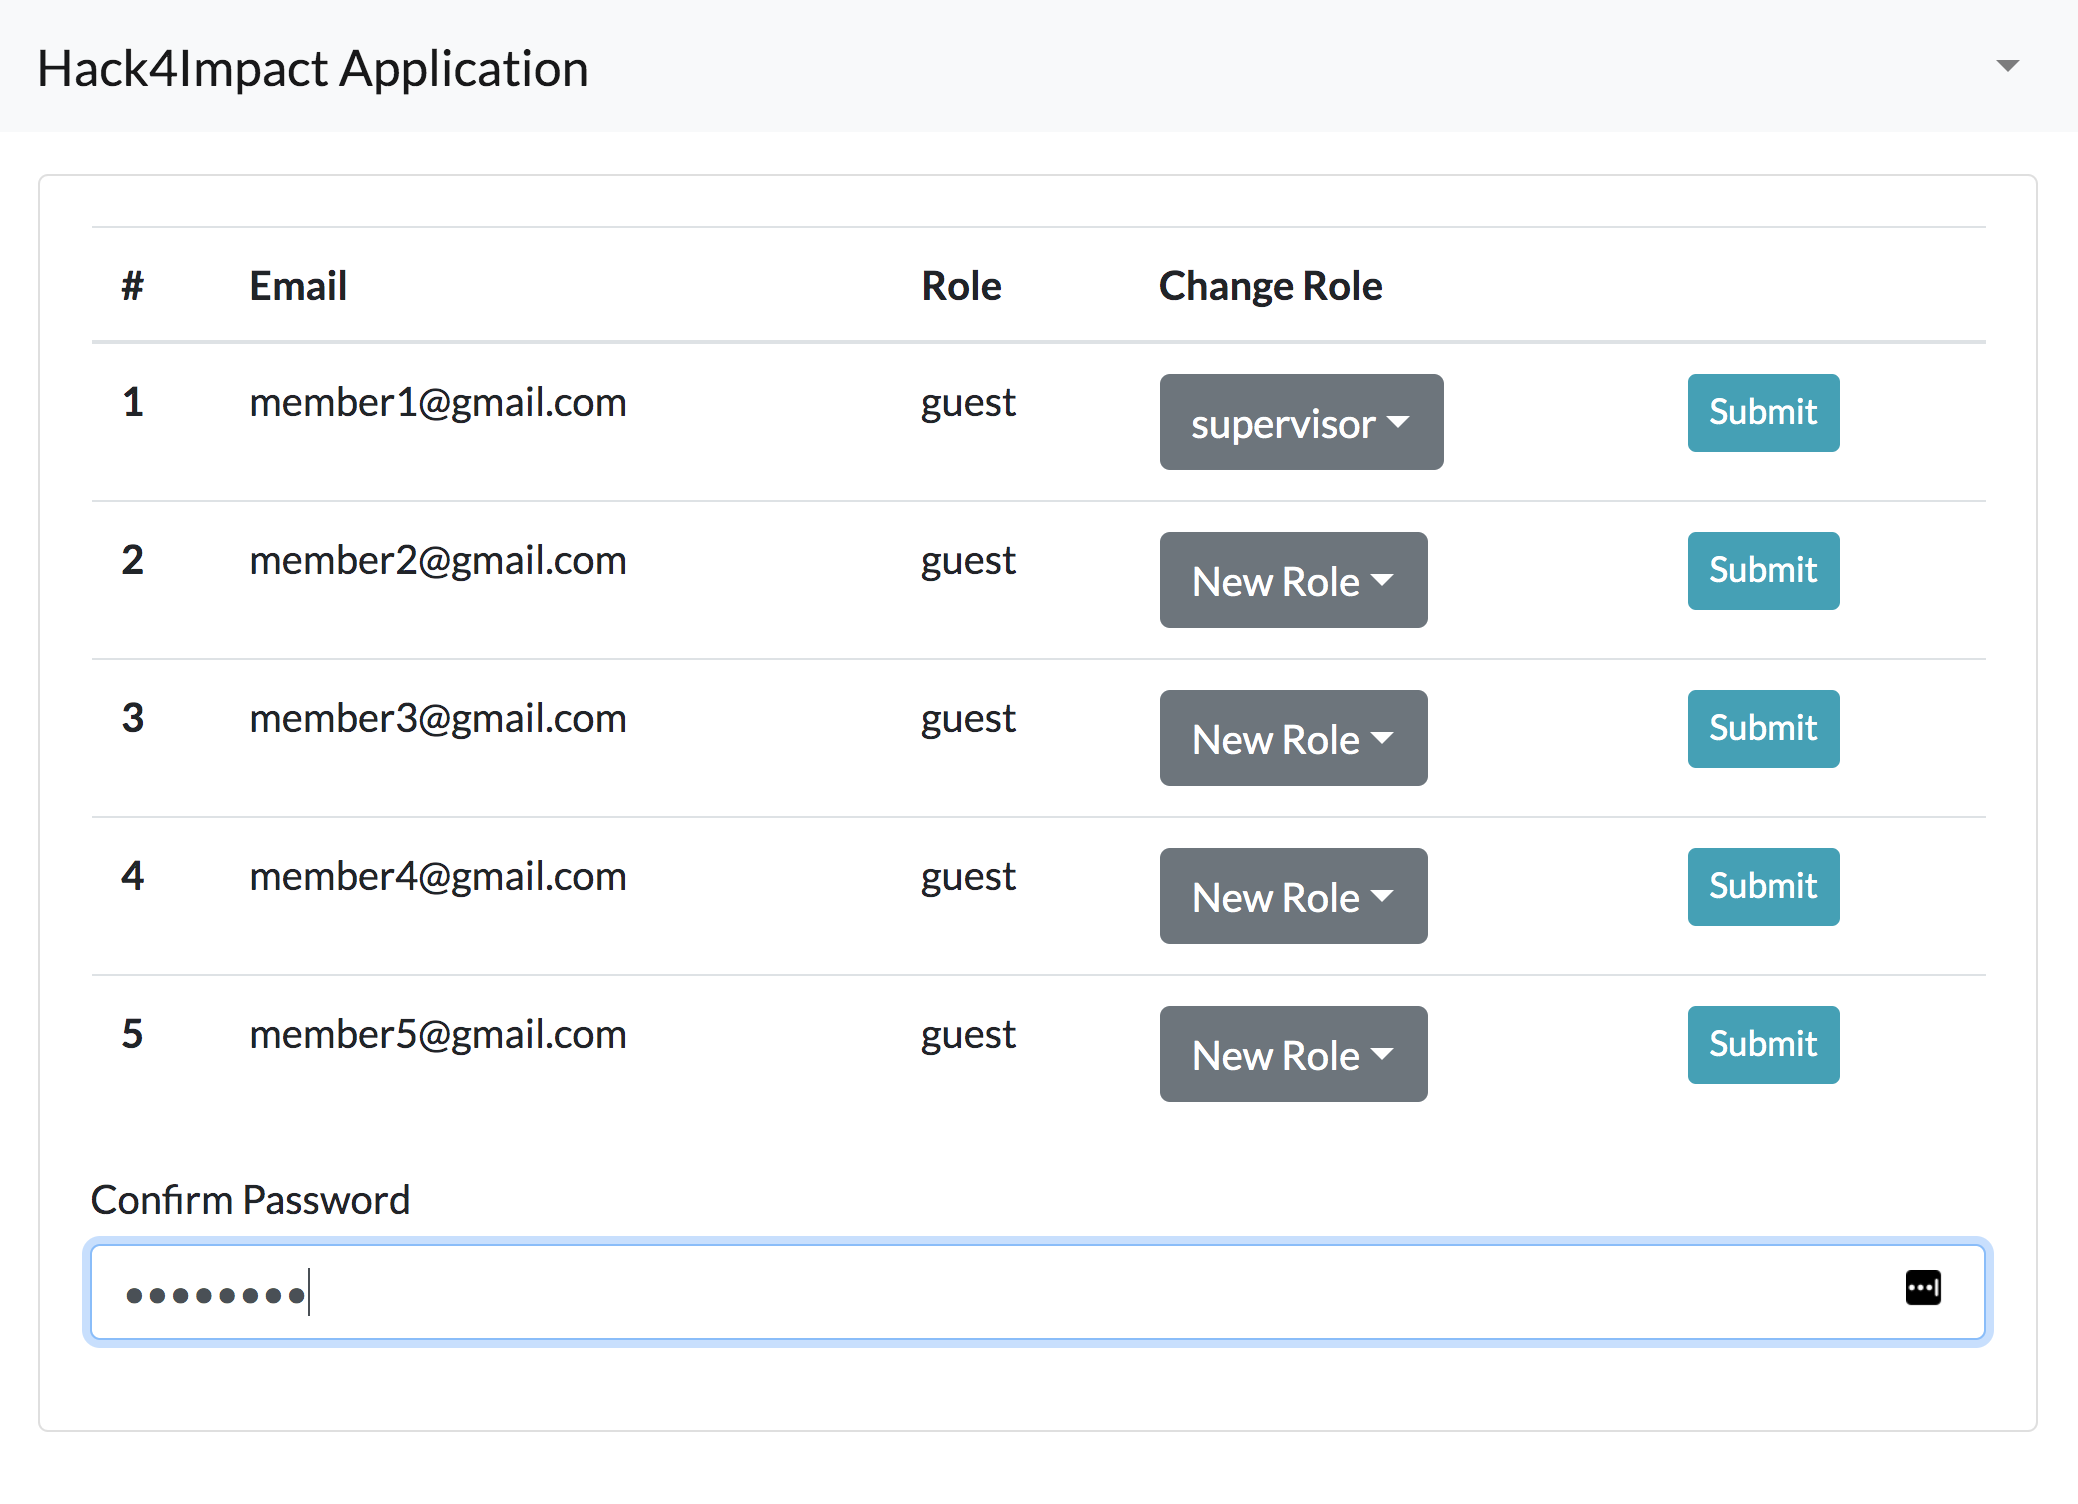 Hack4Impact Application
# Email Role Change Role
1 member1@gmail.com guest supervisor Submit
2 member2@gmail.com guest New Role Submit
3 member3@gmail.com guest New Role Submit
4 member4@gmail.com guest New Role Submit
5 member5@gmail.com guest New Role Submit
Confirm Password
••••••••